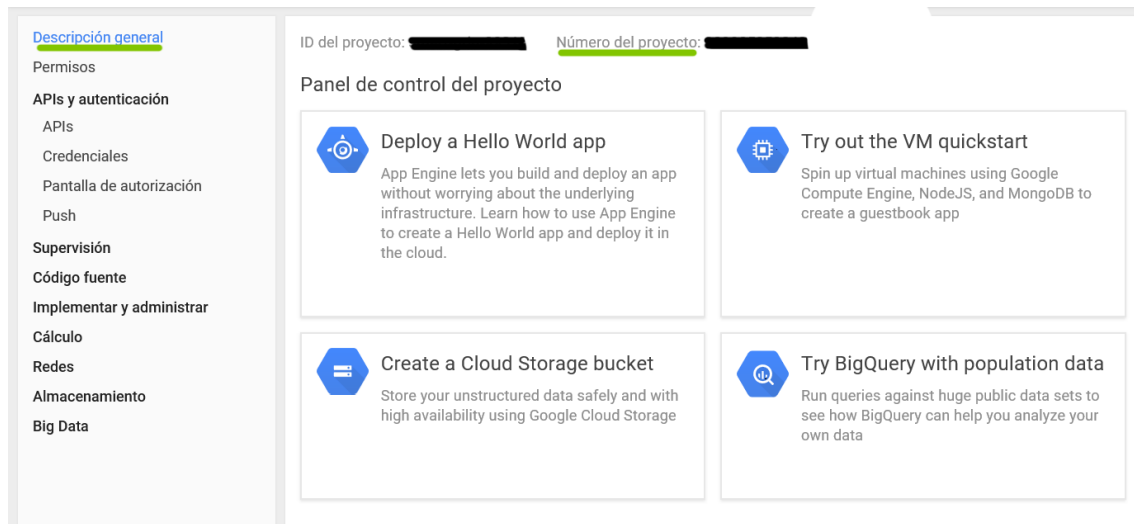 Descripción general
Permisos
APIs y autenticación
APIs
Credenciales
Pantalla de autorización
Push
Supervisión
Código fuente
Implementar y administrar
Cálculo
Redes
Almacenamiento
Big Data
ID del proyecto:
Número del proyecto:
Panel de control del proyecto
Deploy a Hello World app
App Engine lets you build and deploy an app
without worrying about the underlying
infrastructure. Learn how to use App Engine
to create a Hello World app and deploy it in
the cloud.
Try out the VM quickstart
Spin up virtual machines using Google
Compute Engine, NodeJS, and MongoDB to
create a guestbook app
Create a Cloud Storage bucket
Store your unstructured data safely and with
high availability using Google Cloud Storage
Try BigQuery with population data
Run queries against huge public data sets to
see how BigQuery can help you analyze your
own data